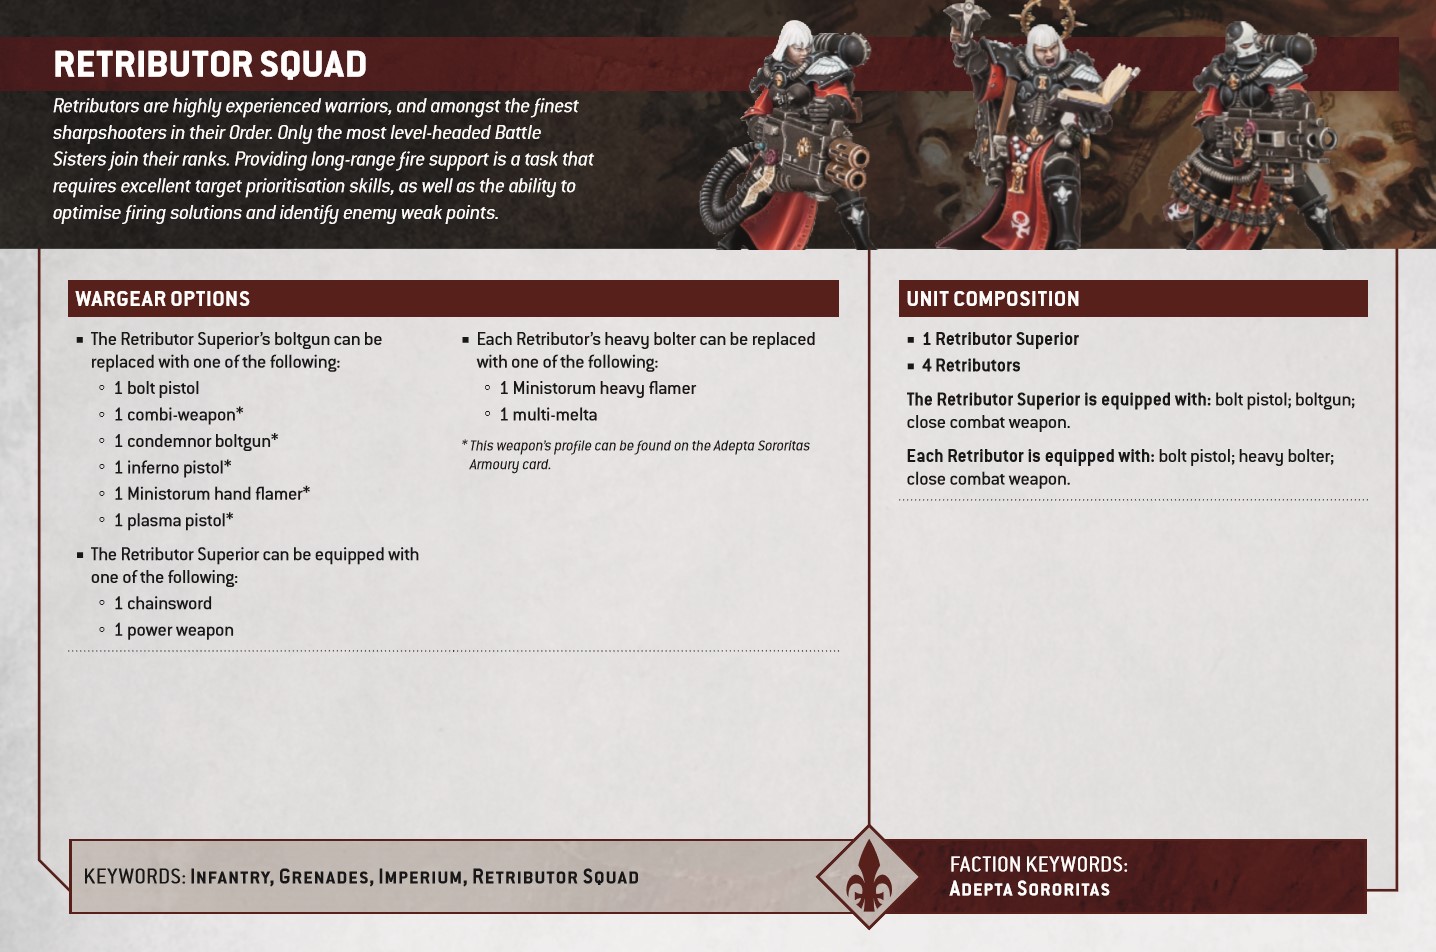 RETRIBUTOR SQUAD
Retributors are highly experienced warriors, and amongst the finest
sharpshooters in their Order. Only the most level-headed Battle
Sisters join their ranks. Providing long-range fire support is a task that
requires excellent target prioritisation skills, as well as the ability to
optimise firing solutions and identify enemy weak points.
WARGEAR OPTIONS
▪ The Retributor Superior's boltgun can be
replaced with one of the following:
◦ 1 bolt pistol
◦ 1 combi-weapon*
◦ 1 condemnor boltgun*
◦ 1 inferno pistol*
◦ 1 Ministorum hand flamer*
◦ 1 plasma pistol*
▪ The Retributor Superior can be equipped with
one of the following:
◦ 1 chainsword
◦ 1 power weapon
▪ Each Retributor's heavy bolter can be replaced
with one of the following:
◦ 1 Ministorum heavy flamer
◦ 1 multi-melta
* This weapon's profile can be found on the Adepta Sororitas
Armoury card.
UNIT COMPOSITION
▪ 1 Retributor Superior
▪ 4 Retributors
The Retributor Superior is equipped with: bolt pistol; boltgun;
close combat weapon.
Each Retributor is equipped with: bolt pistol; heavy bolter;
close combat weapon.
KEYWORDS: Infantry, Grenades, Imperium, Retributor Squad
FACTION KEYWORDS:
Adepta Sororitas